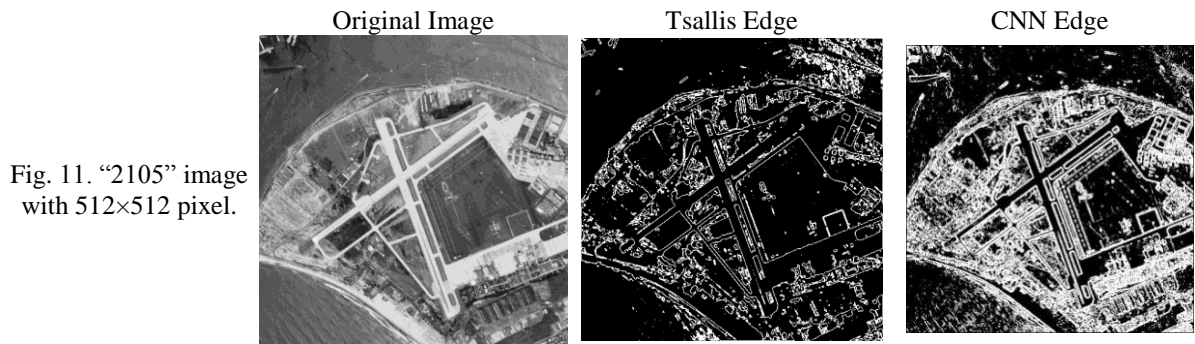 Original Image
Tsallis Edge
CNN Edge
Fig. 11. “2105” image
with 512×512 pixel.